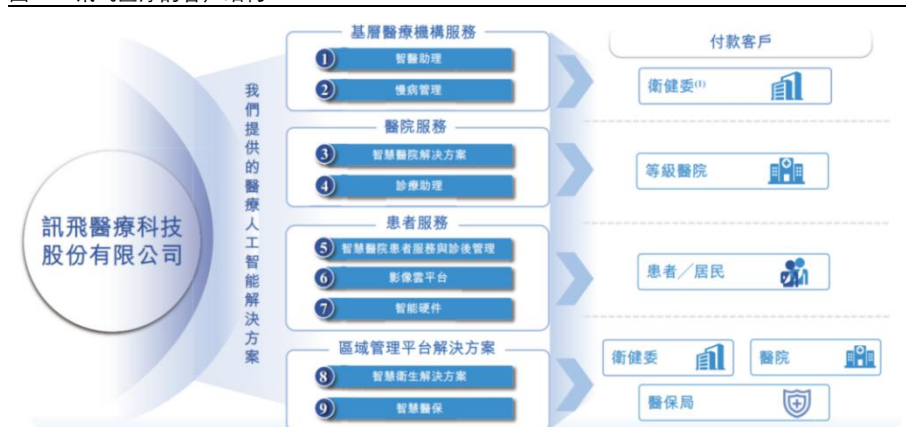 基層醫療機構服務
1 智醫助理
2 慢病管理
醫院服務
3 智慧醫院解決方案
4 診療助理
患者服務
5 智慧醫院患者服務與診後管理
6 影像雲平台
7 智能硬件
區域管理平台解決方案
8 智慧衛生解決方案
9 智慧醫保
我們提供的醫療人工智能解決方案
訊飛醫療科技
股份有限公司
付款客戶
衛健委(1)
等級醫院
患者／居民
衛健委
醫院
醫保局